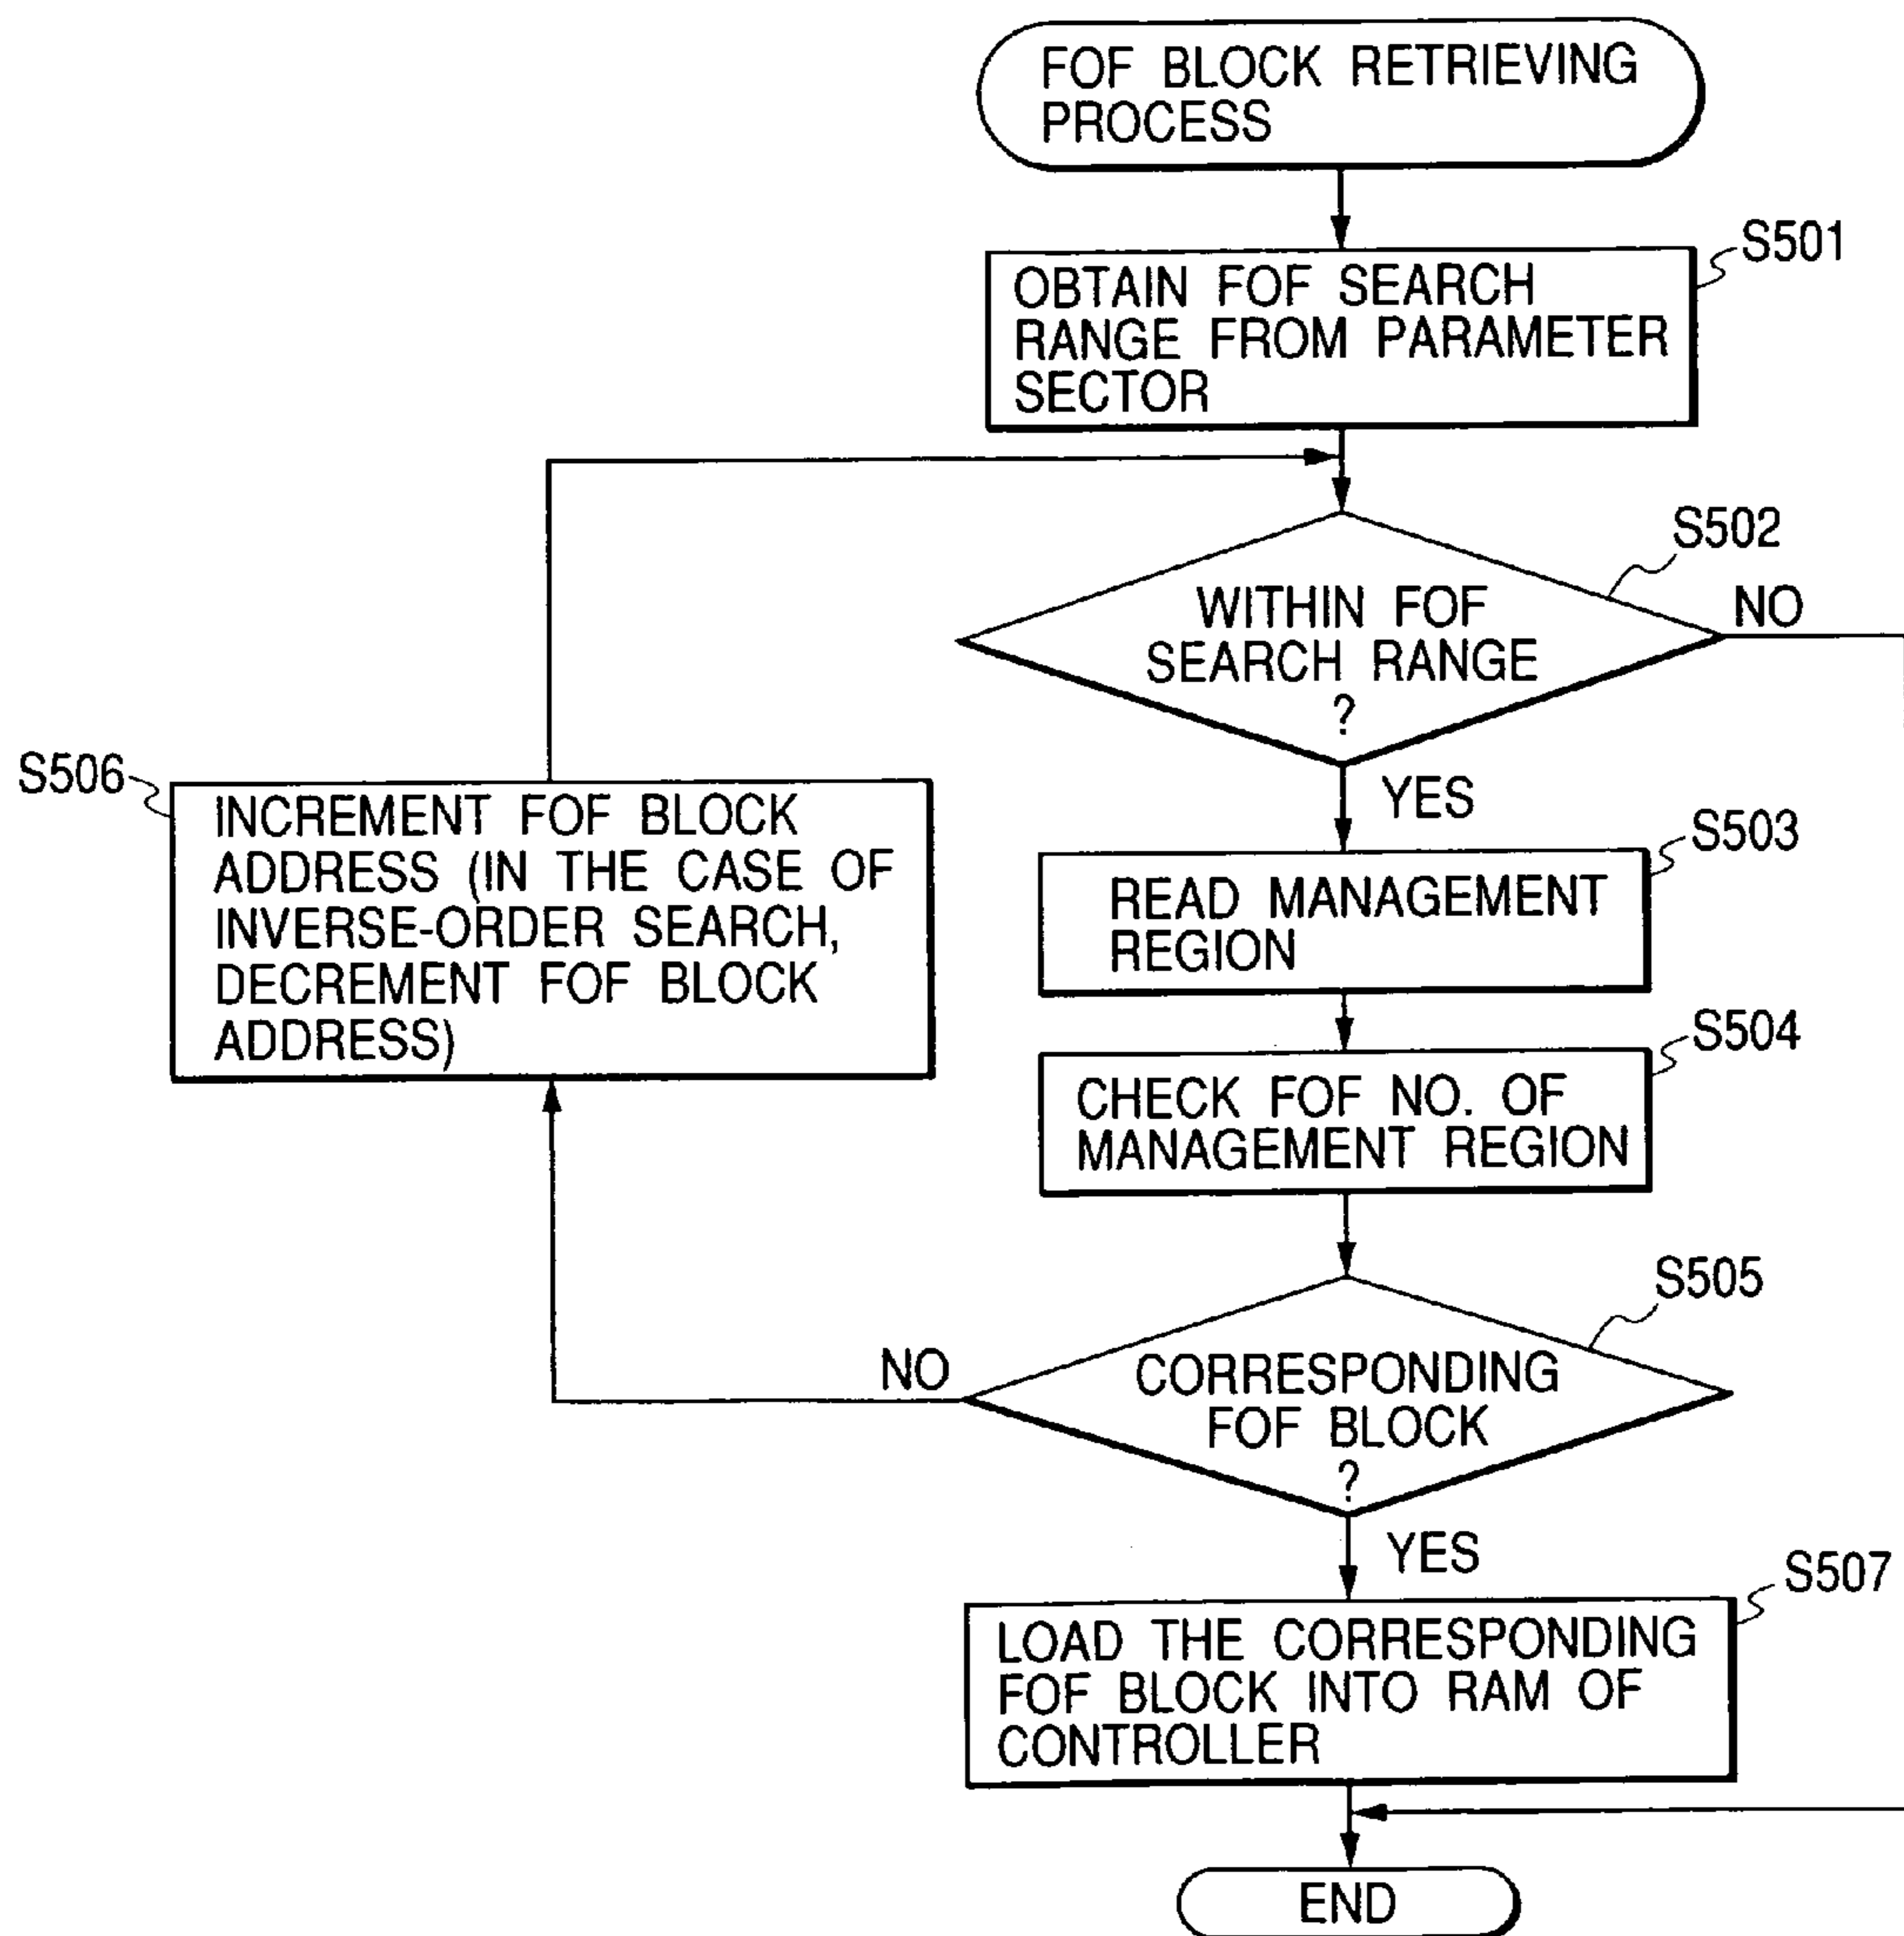 FOF BLOCK RETRIEVING
PROCESS
S501
OBTAIN FOF SEARCH
RANGE FROM PARAMETER
SECTOR
S502
WITHIN FOF
SEARCH RANGE
?
NO
YES
S503
READ MANAGEMENT
REGION
S504
CHECK FOF NO. OF
MANAGEMENT REGION
S505
CORRESPONDING
FOF BLOCK
?
NO
S506
INCREMENT FOF BLOCK
ADDRESS (IN THE CASE OF
INVERSE-ORDER SEARCH,
DECREMENT FOF BLOCK
ADDRESS)
YES
S507
LOAD THE CORRESPONDING
FOF BLOCK INTO RAM OF
CONTROLLER
END